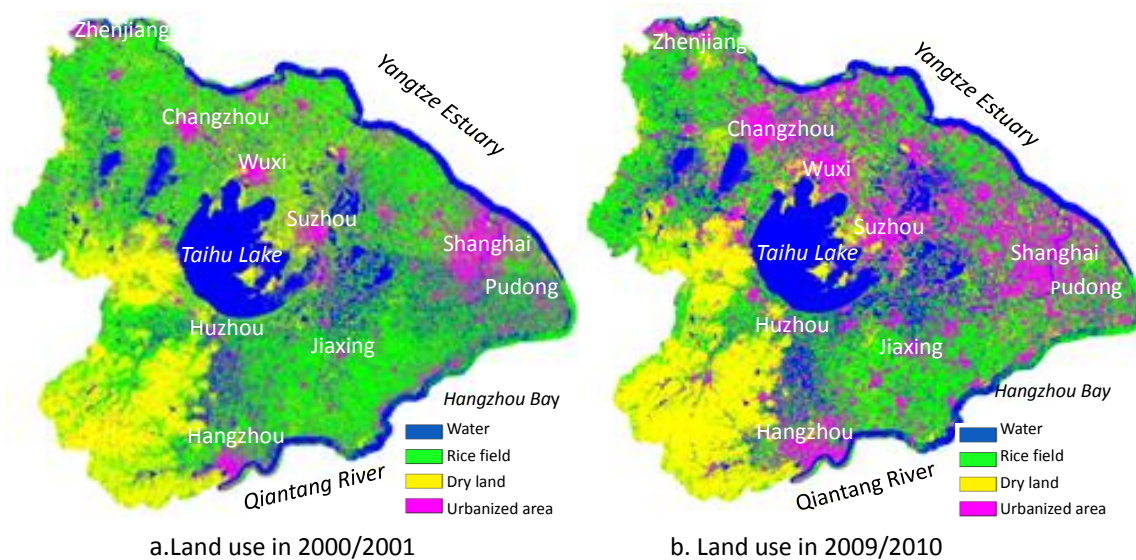 Zhenjiang
Yangtze Estuary
Changzhou
Wuxi
Suzhou
Taihu Lake
Shanghai
Pudong
Huzhou
Jiaxing
Hangzhou Bay
Hangzhou
Qiantang River
Water
Rice field
Dry land
Urbanized area
a.Land use in 2000/2001
Zhenjiang
Yangtze Estuary
Changzhou
Wuxi
Suzhou
Taihu Lake
Shanghai
Pudong
Huzhou
Jiaxing
Hangzhou Bay
Hangzhou
Qiantang River
Water
Rice field
Dry land
Urbanized area
b. Land use in 2009/2010